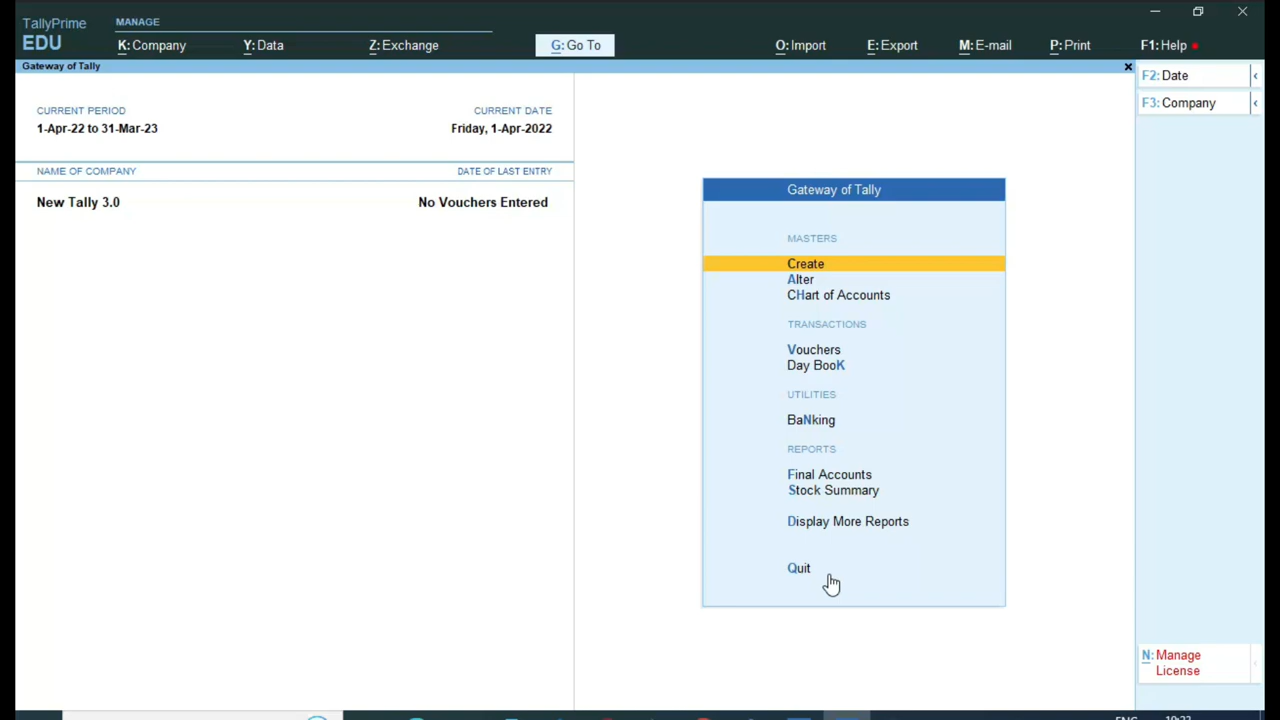 TallyPrime
EDU
MANAGE
K: Company
Y: Data
Z: Exchange
G: Go To
O: Import
E: Export
M: E-mail
P: Print
F1: Help
Gateway of Tally
F2: Date
F3: Company
CURRENT PERIOD
CURRENT DATE
1-Apr-22 to 31-Mar-23
Friday, 1-Apr-2022
NAME OF COMPANY
DATE OF LAST ENTRY
New Tally 3.0
No Vouchers Entered
Gateway of Tally
MASTERS
Create
Alter
CHart of Accounts
TRANSACTIONS
Vouchers
Day BooK
UTILITIES
BaNking
REPORTS
Final Accounts
Stock Summary
Display More Reports
Quit
N: Manage
License